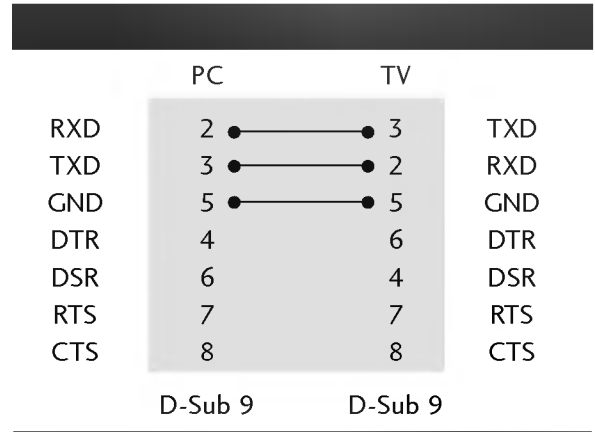 PC TV
RXD 2 3 TXD
TXD 3 2 RXD
GND 5 5 GND
DTR 4 6 DTR
DSR 6 4 DSR
RTS 7 7 RTS
CTS 8 8 CTS
D-Sub 9 D-Sub 9